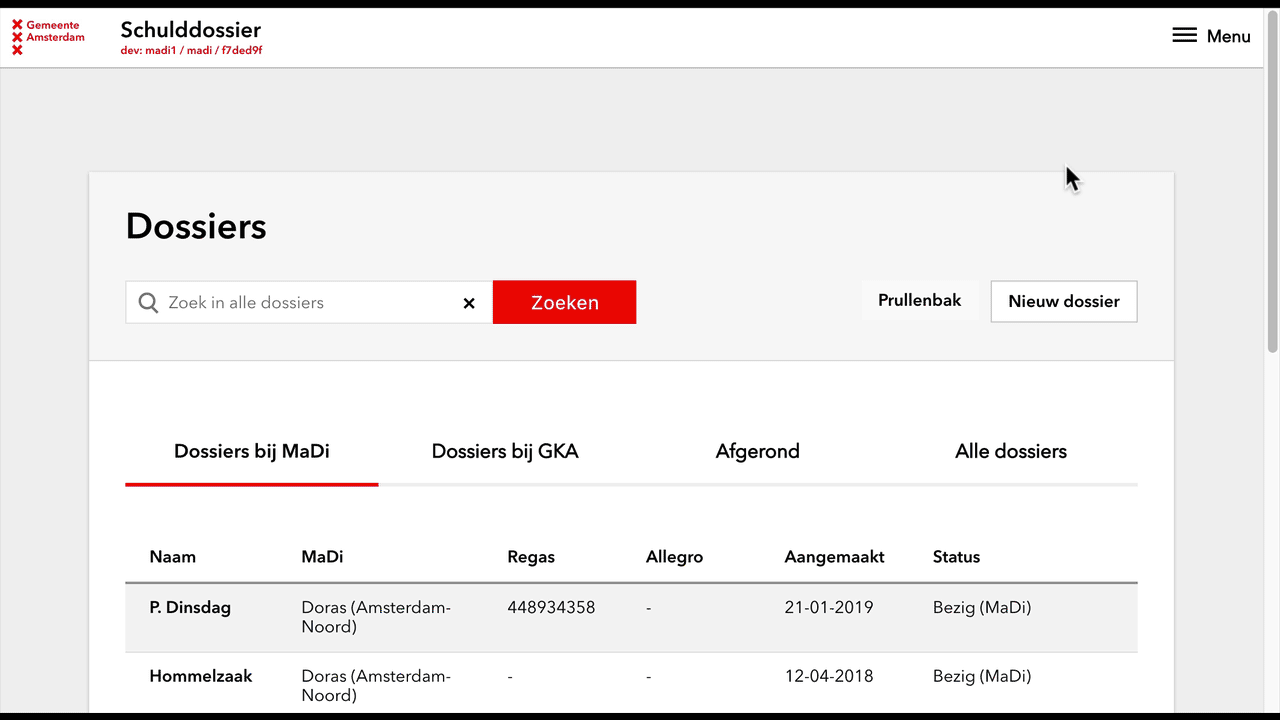 Gemeente
Amsterdam
Schulddossier
dev: madi1 / madi / f7ded9f
Menu
Dossiers
Zoek in alle dossiers
Zoeken
Prullenbak
Nieuw dossier
Dossiers bij MaDi Dossiers bij GKA Afgerond Alle dossiers
Naam MaDi Regas Allegro Aangemaakt Status
P. Dinsdag Doras (Amsterdam-
Noord) 448934358 - 21-01-2019 Bezig (MaDi)
Hommelzaak Doras (Amsterdam-
Noord) - - 12-04-2018 Bezig (MaDi)